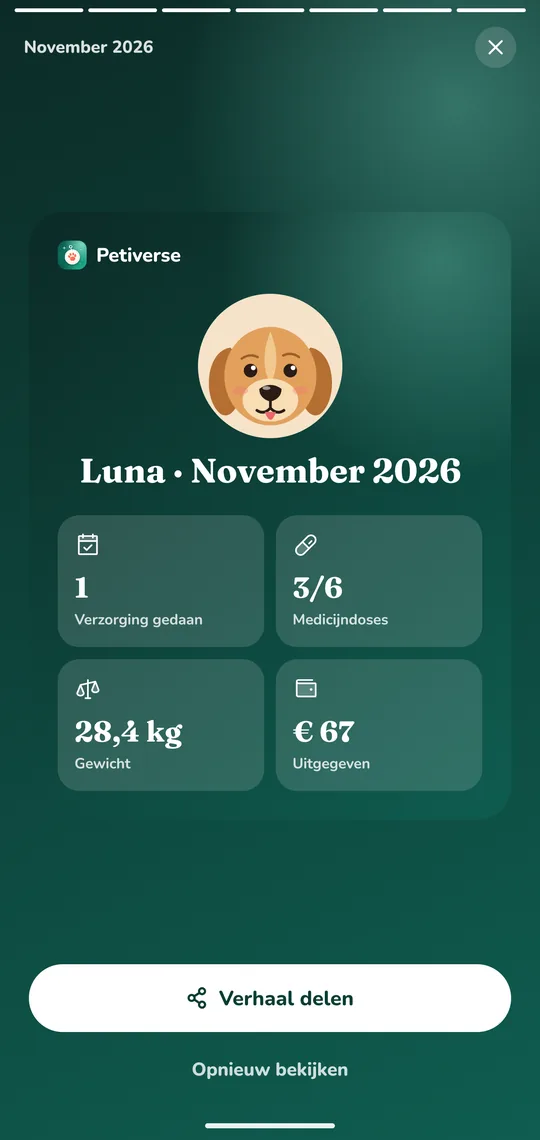 November 2026
Petiverse
Luna · November 2026
1
Verzorging gedaan
3/6
Medicijndoses
28,4 kg
Gewicht
€ 67
Uitgegeven
Verhaal delen
Opnieuw bekijken